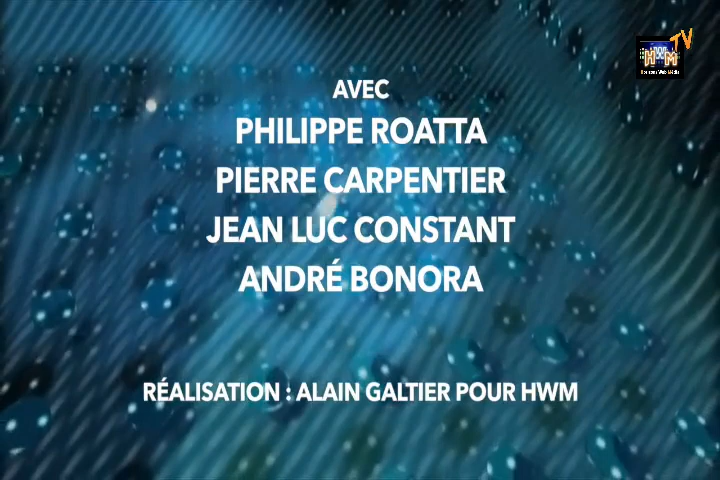 TV
HWM
AVEC
PHILIPPE ROATTA
PIERRE CARPENTIER
JEAN LUC CONSTANT
ANDRÉ BONORA
RÉALISATION : ALAIN GALTIER POUR HWM